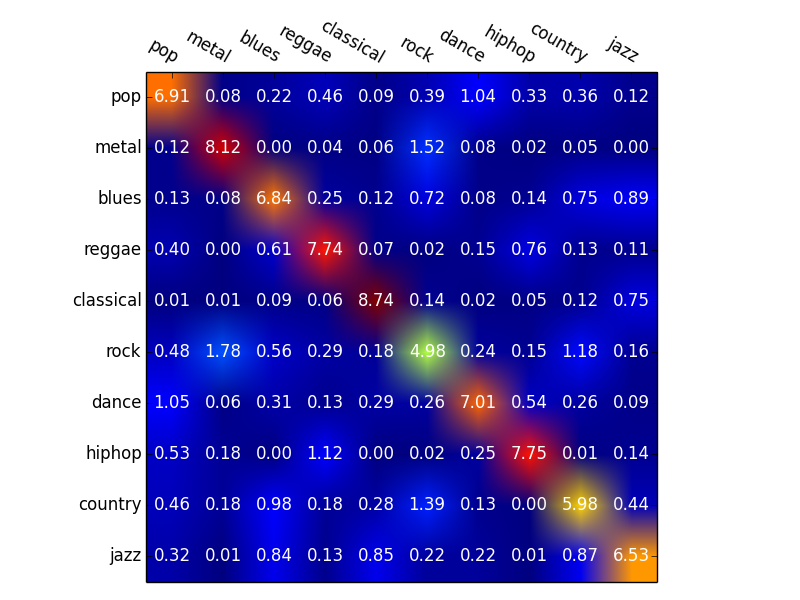 pop metal blues reggae classical rock dance hiphop country jazz
pop 6.91 0.08 0.22 0.46 0.09 0.39 1.04 0.33 0.36 0.12
metal 0.12 8.12 0.00 0.04 0.06 1.52 0.08 0.02 0.05 0.00
blues 0.13 0.08 6.84 0.25 0.12 0.72 0.08 0.14 0.75 0.89
reggae 0.40 0.00 0.61 7.74 0.07 0.02 0.15 0.76 0.13 0.11
classical 0.01 0.01 0.09 0.06 8.74 0.14 0.02 0.05 0.12 0.75
rock 0.48 1.78 0.56 0.29 0.18 4.98 0.24 0.15 1.18 0.16
dance 1.05 0.06 0.31 0.13 0.29 0.26 7.01 0.54 0.26 0.09
hiphop 0.53 0.18 0.00 1.12 0.00 0.02 0.25 7.75 0.01 0.14
country 0.46 0.18 0.98 0.18 0.28 1.39 0.13 0.00 5.98 0.44
jazz 0.32 0.01 0.84 0.13 0.85 0.22 0.22 0.01 0.87 6.53